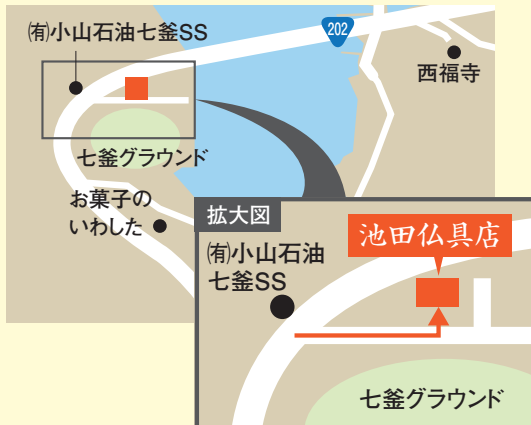 ㈲小山石油七釜SS
202
西福寺
七釜グラウンド
お菓子の
いわした
拡大図
池田仏具店
㈲小山石油
七釜SS
七釜グラウンド